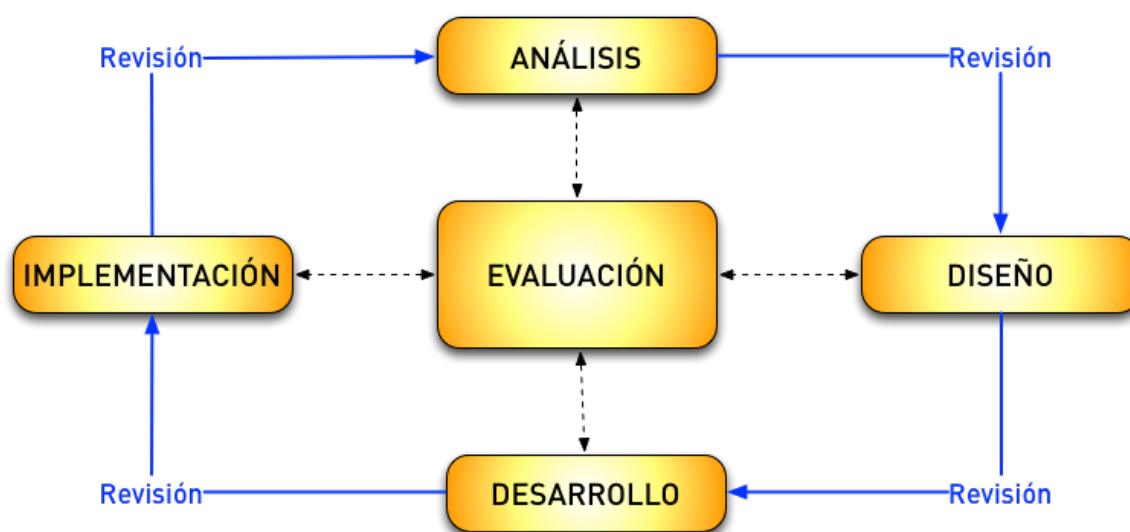 Revisión
ANÁLISIS
Revisión
IMPLEMENTACIÓN
EVALUACIÓN
DISEÑO
Revisión
DESARROLLO
Revisión